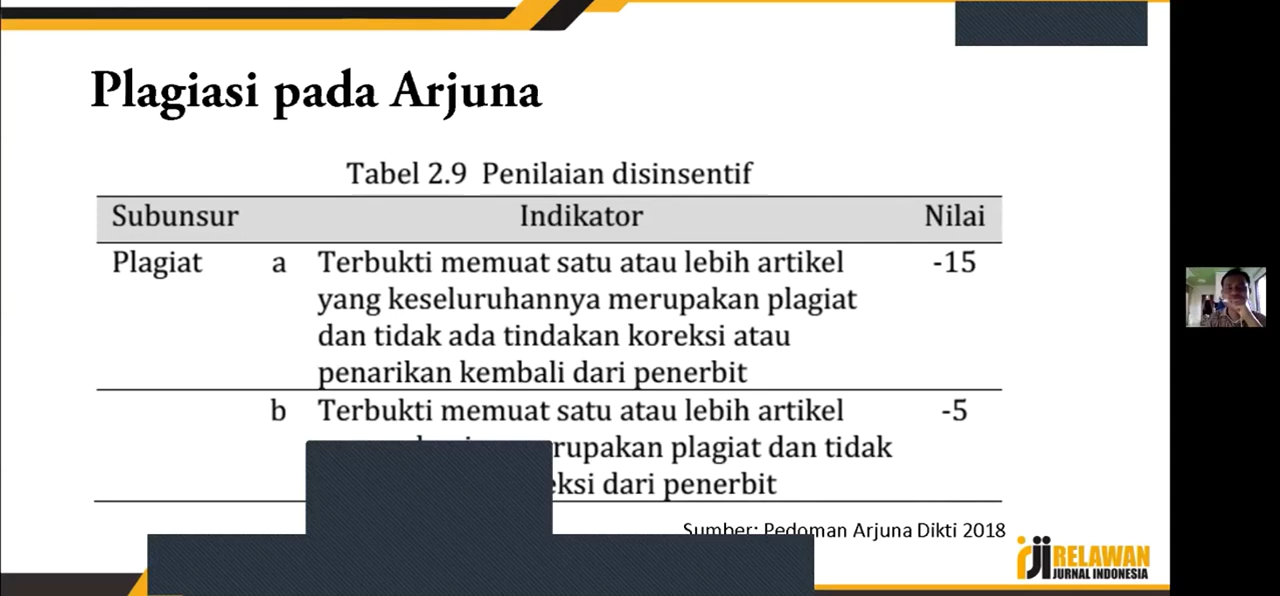 Plagiasi pada Arjuna
Tabel 2.9 Penilaian disinsentif
Subunsur Indikator Nilai
Plagiat a Terbukti memuat satu atau lebih artikel -15
yang keseluruhannya merupakan plagiat
dan tidak ada tindakan koreksi atau
penarikan kembali dari penerbit
b Terbukti memuat satu atau lebih artikel -5
plagiat dan tidak
dari penerbit
Sumber: Pedoman Arjuna Dikti 2018
rji RELAWAN
JURNAL INDONESIA